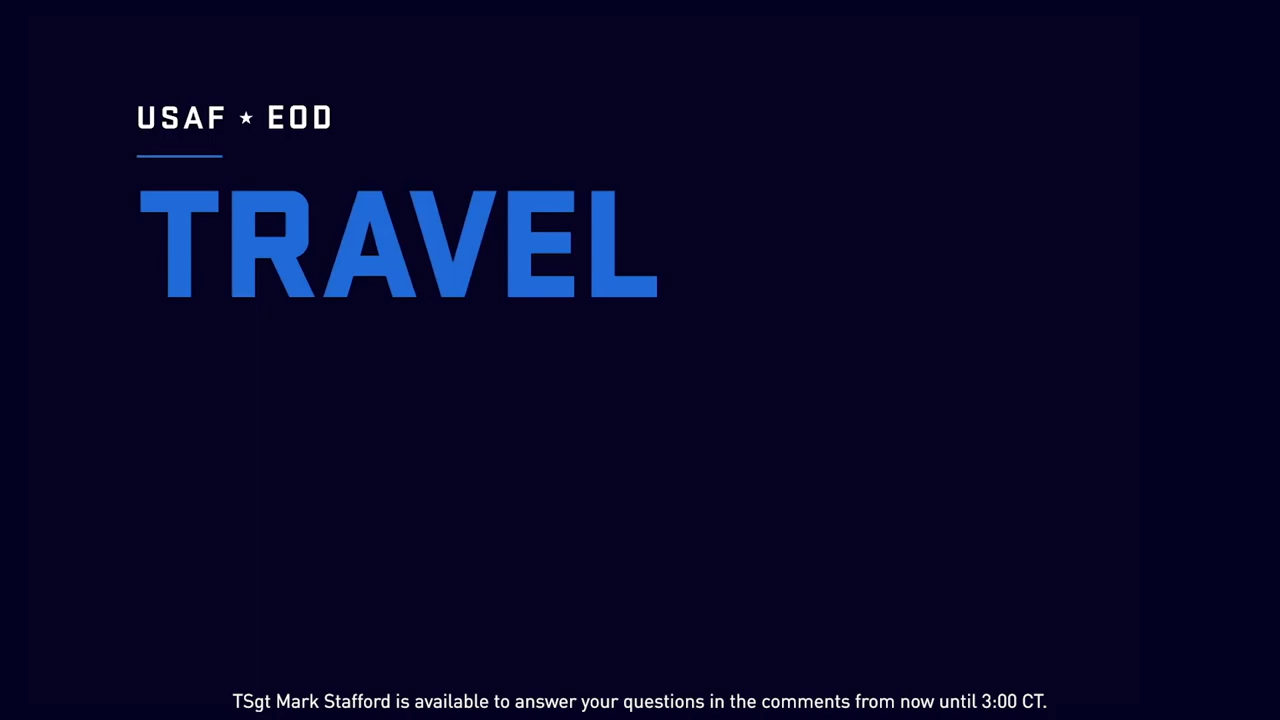 USAF ★ EOD
TRAVEL
TSgt Mark Stafford is available to answer your questions in the comments from now until 3:00 CT.